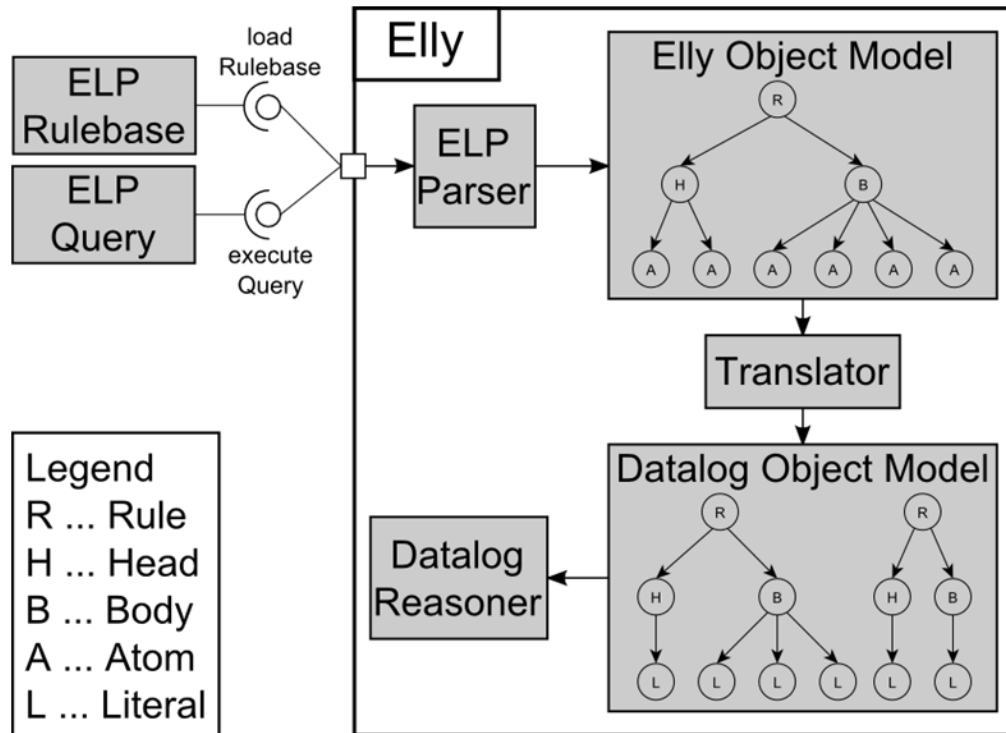 Elly
load
Rulebase
ELP
Rulebase
ELP
Query
execute
Query
ELP
Parser
Elly Object Model
R
H
B
A
A
A
A
A
A
Translator
Datalog Object Model
R
R
H
B
H
B
L
L
L
L
L
L
Datalog
Reasoner
Legend
R ... Rule
H ... Head
B ... Body
A ... Atom
L ... Literal